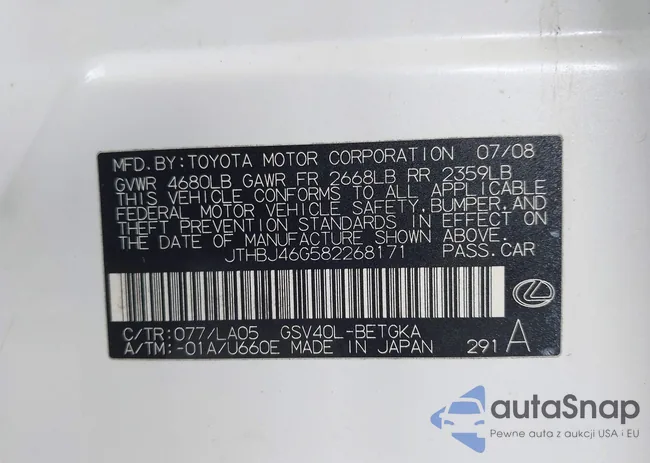 MFD. BY: TOYOTA MOTOR CORPORATION 07/08
GVWR 4680LB GAWR FR 2668LB RR 2359LB
THIS VEHICLE CONFORMS TO ALL APPLICABLE
FEDERAL MOTOR VEHICLE SAFETY, BUMPER, AND
THEFT PREVENTION STANDARDS IN EFFECT ON
THE DATE OF MANUFACTURE SHOWN ABOVE.
JTHBJ46G582268171 PASS. CAR
C/TR: 077/LA05 GSV40L-BETGKA
A/TM: -01A/U660E MADE IN JAPAN 291 A
autaSnap
Pewne auta z aukcji USA i EU